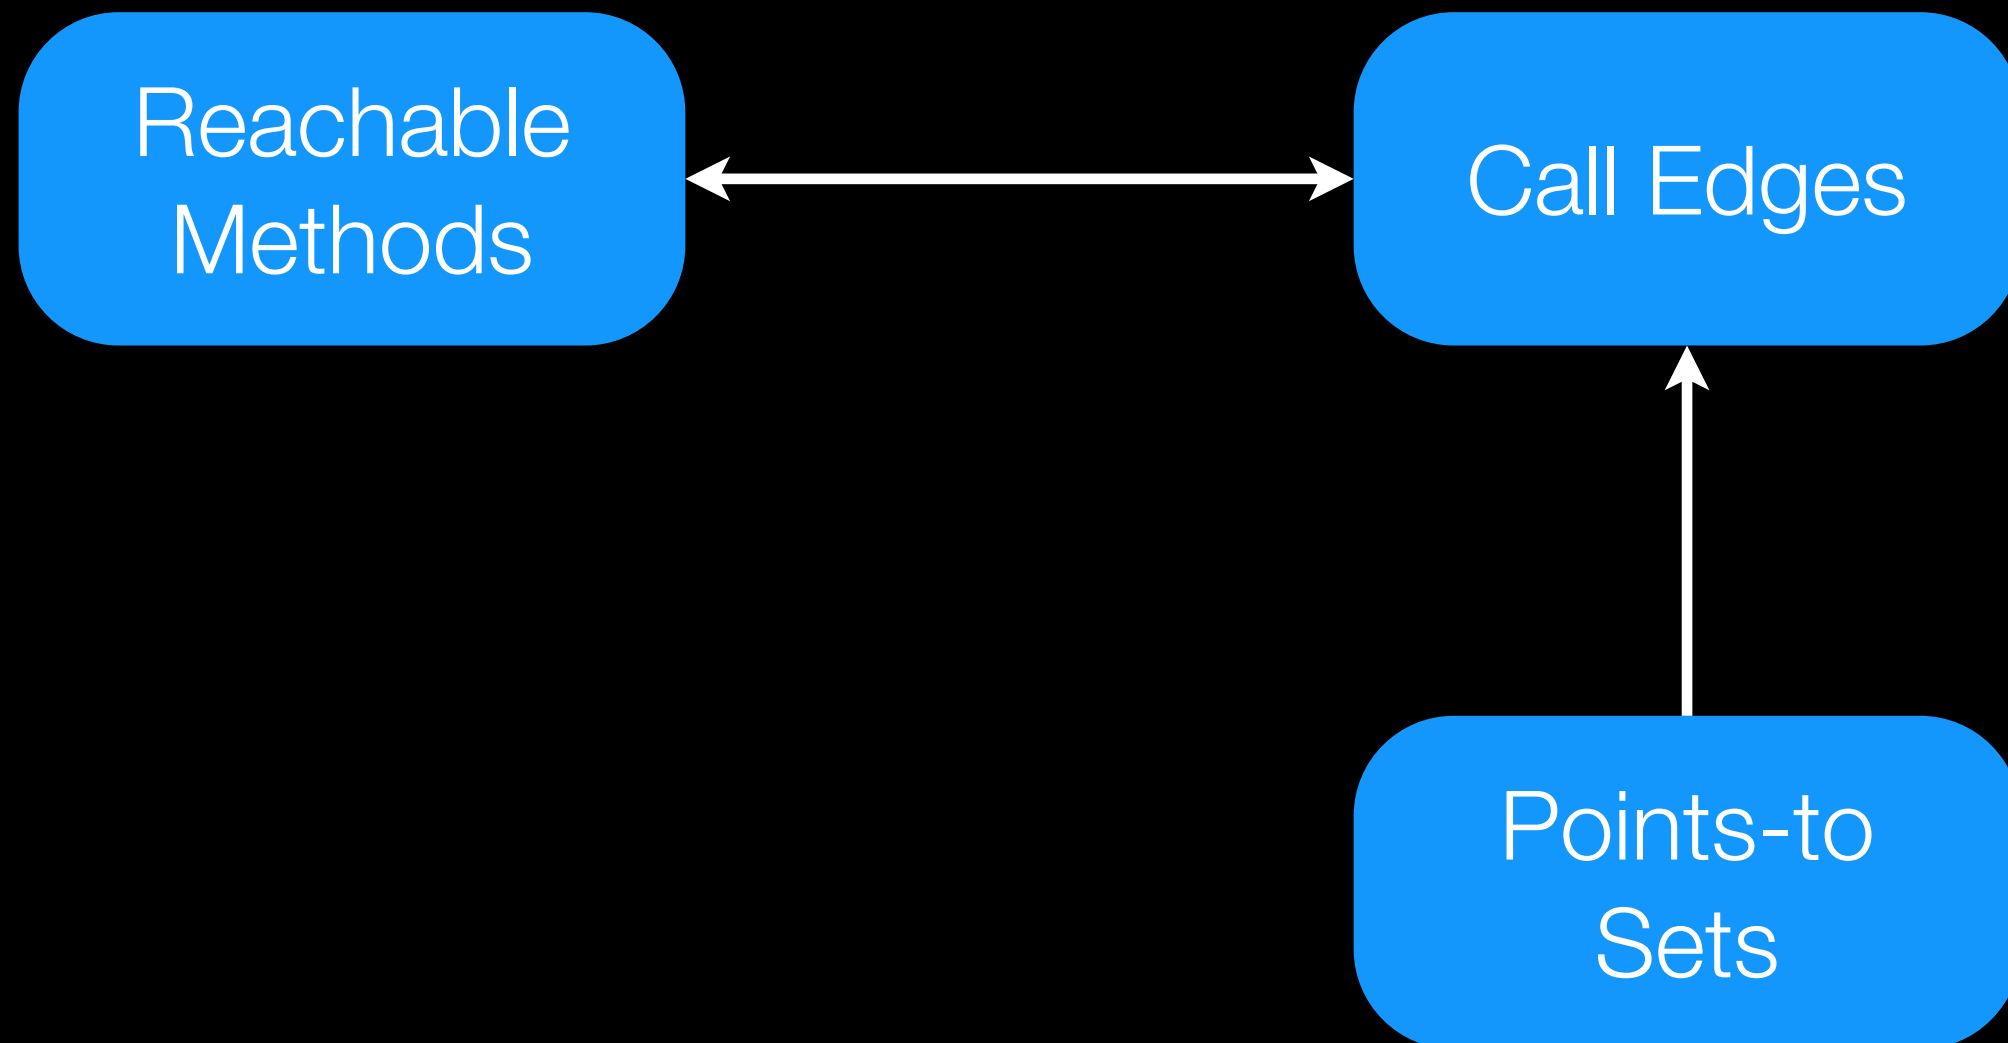 Reachable
Methods
Call Edges
Points-to
Sets